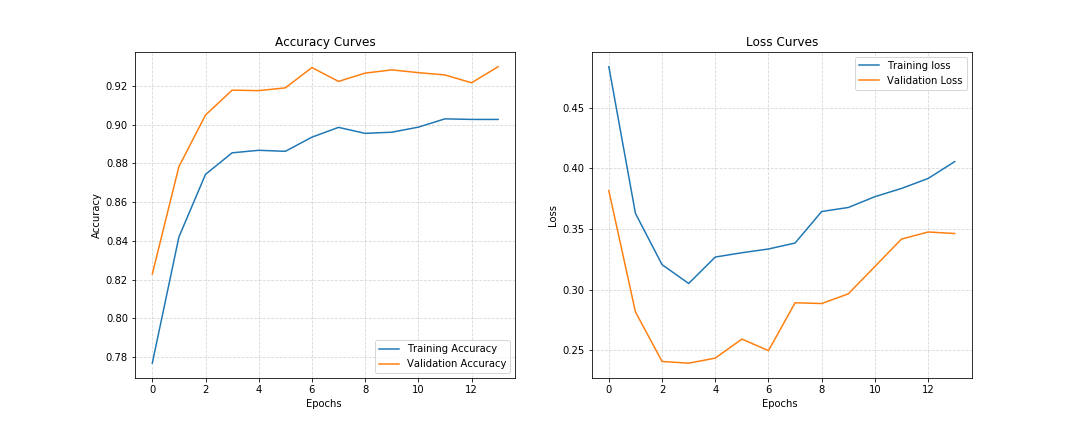 Accuracy Curves
0.92
0.90
0.88
0.86
0.84
0.82
0.80
0.78
Accuracy
0 2 4 6 8 10 12
Epochs
Training Accuracy
Validation Accuracy
Loss Curves
0.45
0.40
0.35
0.30
0.25
Loss
0 2 4 6 8 10 12
Epochs
Training loss
Validation Loss